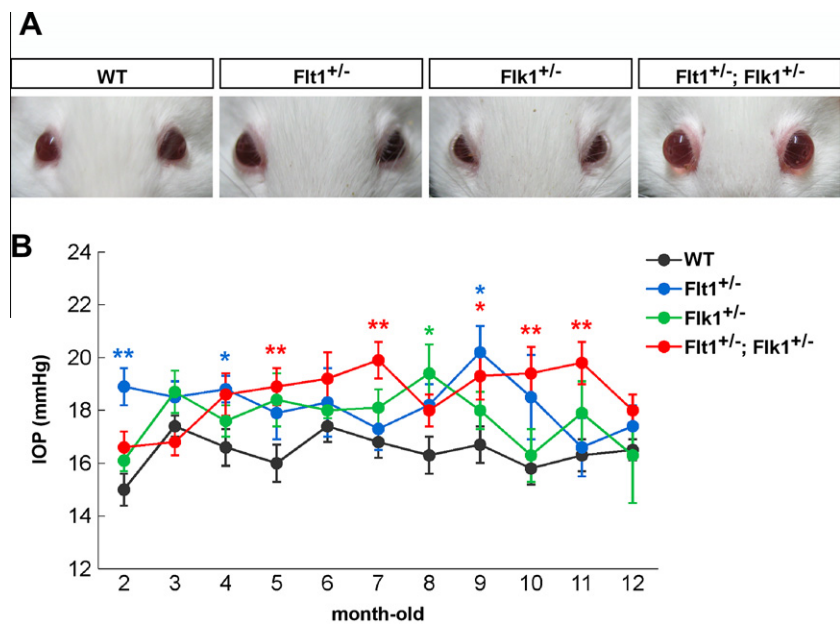 A
WT
Flt1+/-
Flk1+/-
Flt1+/-; Flk1+/-
B
24
22
20
18
16
14
12
IOP (mmHg)
** * ** ** * * * ** **
WT
Flt1+/-
Flk1+/-
Flt1+/-; Flk1+/-
2 3 4 5 6 7 8 9 10 11 12
month-old